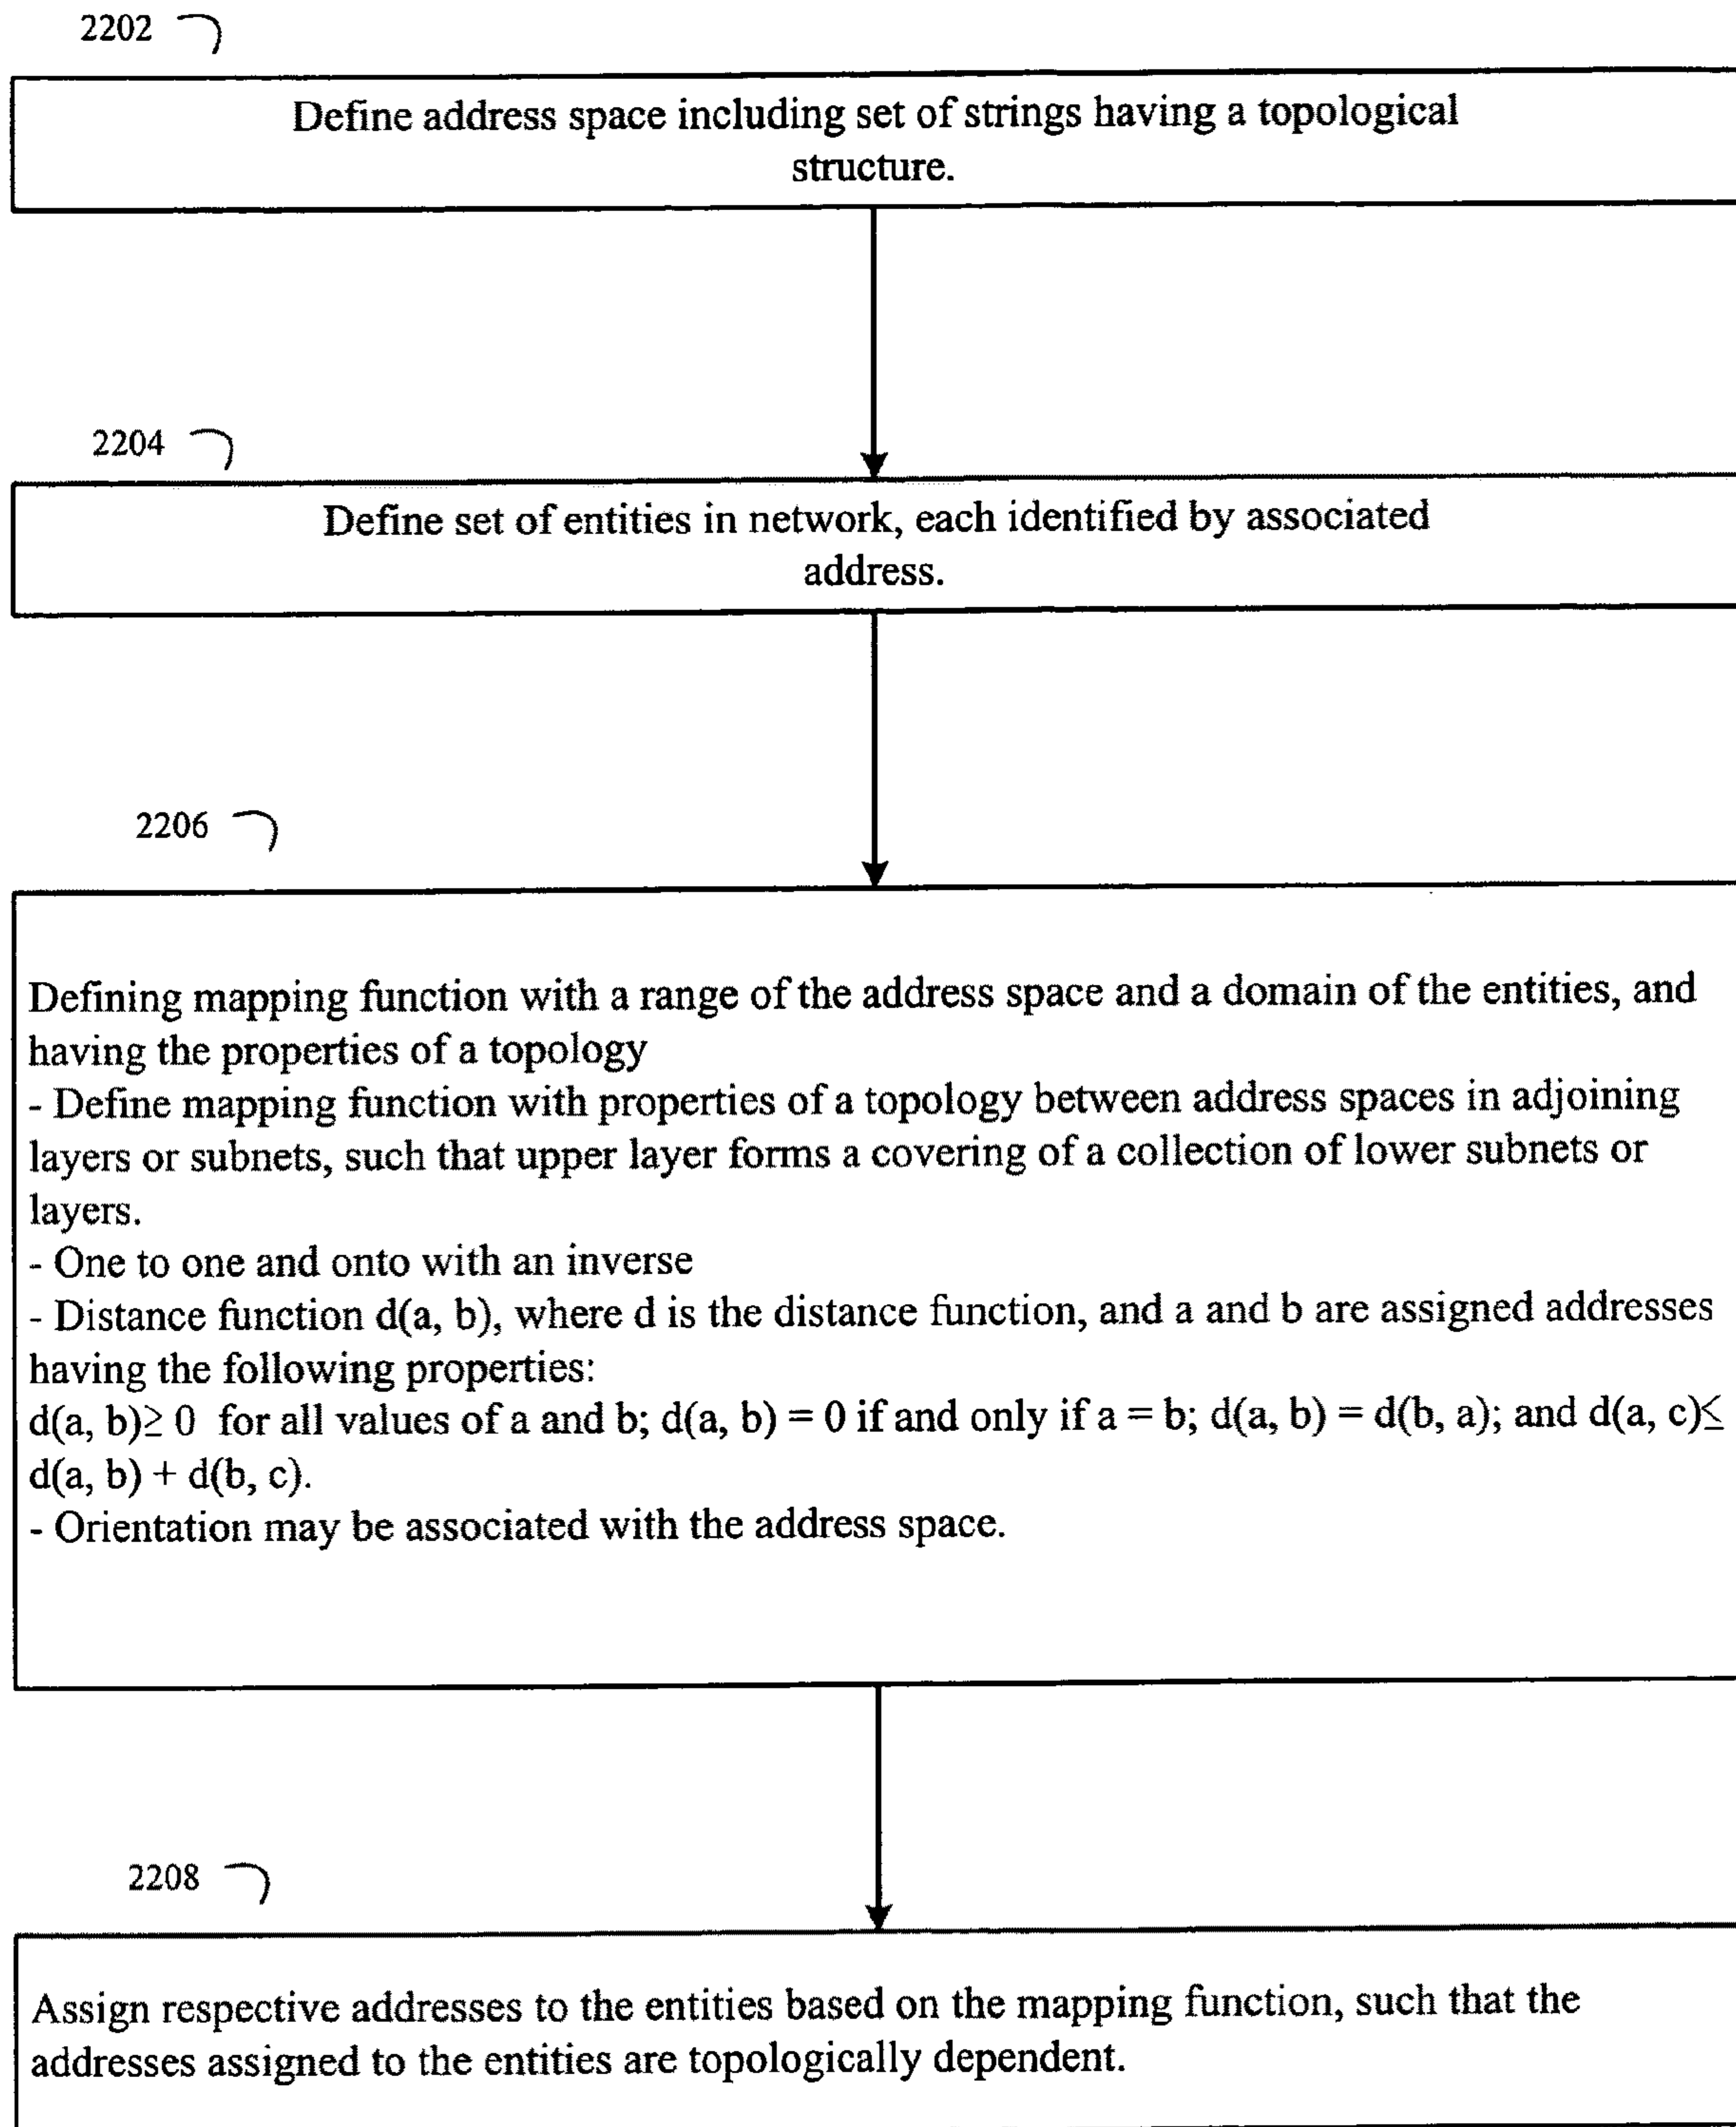 2202
Define address space including set of strings having a topological
structure.
2204
Define set of entities in network, each identified by associated
address.
2206
Defining mapping function with a range of the address space and a domain of the entities, and
having the properties of a topology
- Define mapping function with properties of a topology between address spaces in adjoining
layers or subnets, such that upper layer forms a covering of a collection of lower subnets or
layers.
- One to one and onto with an inverse
- Distance function d(a, b), where d is the distance function, and a and b are assigned addresses
having the following properties:
d(a, b)≥ 0 for all values of a and b; d(a, b) = 0 if and only if a = b; d(a, b) = d(b, a); and d(a, c)≤
d(a, b) + d(b, c).
- Orientation may be associated with the address space.
2208
Assign respective addresses to the entities based on the mapping function, such that the
addresses assigned to the entities are topologically dependent.